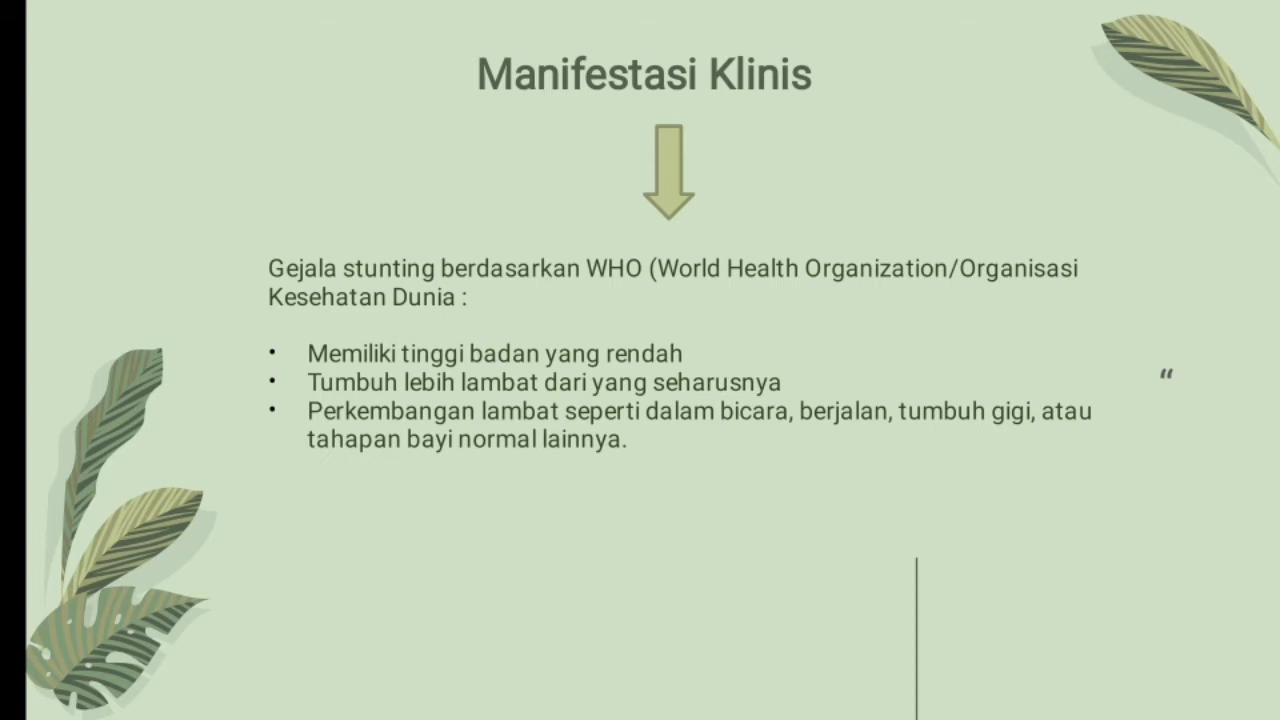 Manifestasi Klinis
Gejala stunting berdasarkan WHO (World Health Organization/Organisasi
Kesehatan Dunia :
• Memiliki tinggi badan yang rendah
• Tumbuh lebih lambat dari yang seharusnya
“
• Perkembangan lambat seperti dalam bicara, berjalan, tumbuh gigi, atau
tahapan bayi normal lainnya.